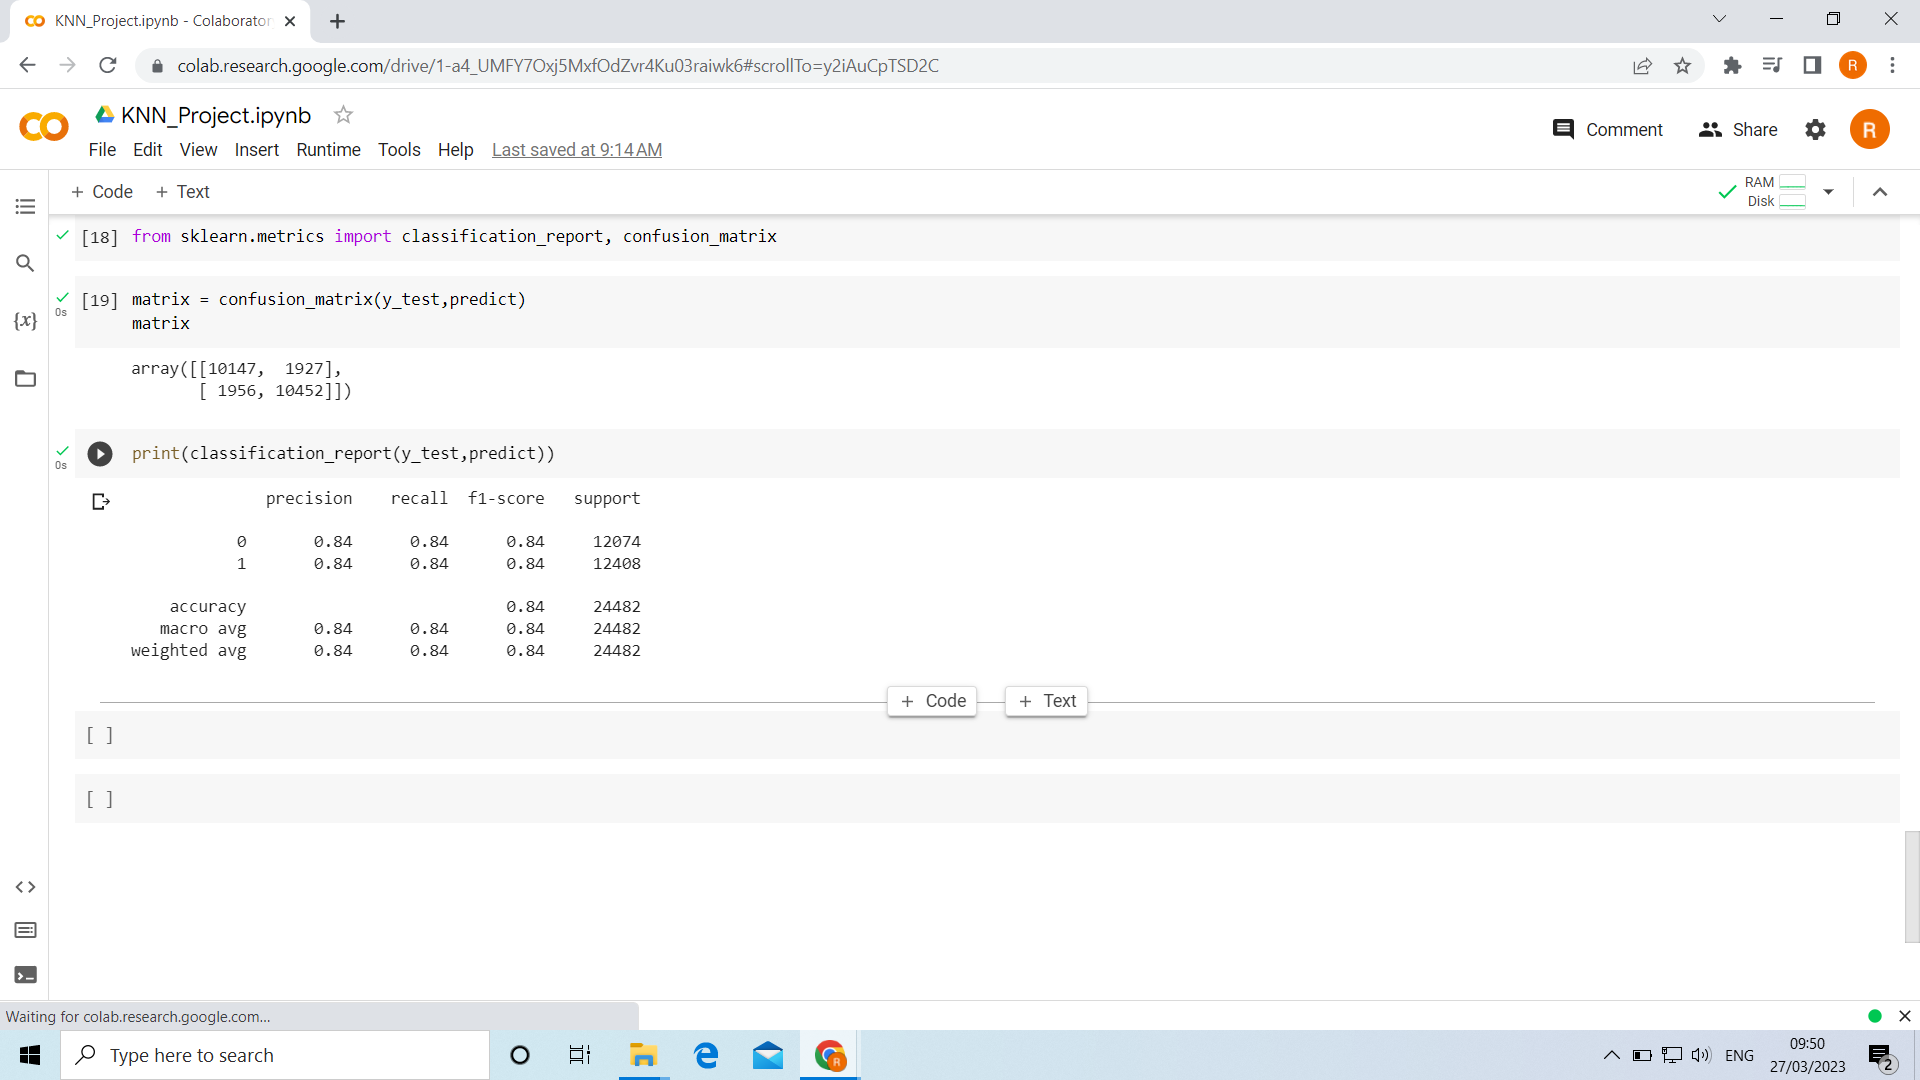 KNN_Project.ipynb - Colaborator
colab.research.google.com/drive/1-a4_UMFY7Oxj5MxfOdZvr4Ku03raiwk6#scrollTo=y2iAuCpTSD2C
R
CO KNN_Project.ipynb
File Edit View Insert Runtime Tools Help Last saved at 9:14 AM
Comment Share R
+ Code + Text
RAM
Disk
[18] from sklearn.metrics import classification_report, confusion_matrix
{x}
[19] matrix = confusion_matrix(y_test,predict)
0s
matrix
array([[10147,  1927],
       [ 1956, 10452]])
print(classification_report(y_test,predict))
0s
precision recall f1-score support
0 0.84 0.84 0.84 12074
1 0.84 0.84 0.84 12408
accuracy 0.84 24482
macro avg 0.84 0.84 0.84 24482
weighted avg 0.84 0.84 0.84 24482
+ Code + Text
[ ]
[ ]
Waiting for colab.research.google.com...
Type here to search
R
ENG
09:50
27/03/2023
2